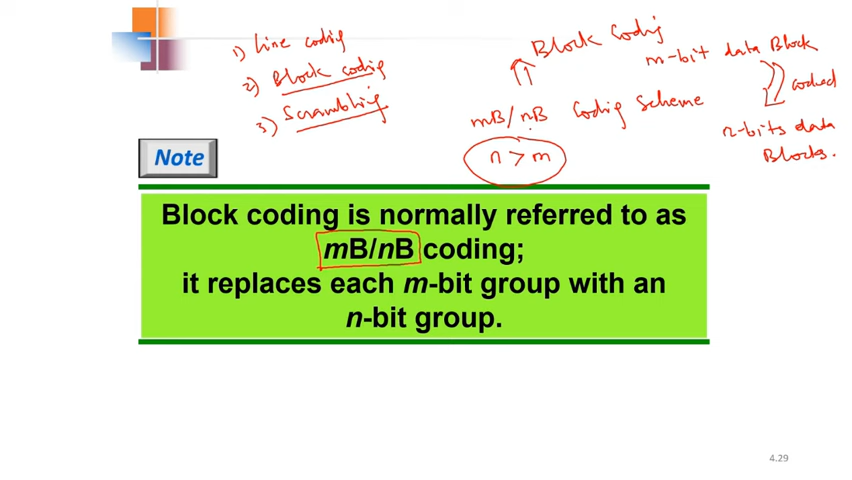 1) Line coding
2) Block coding
3) Scrambling
Block Coding
mB/nB Coding Scheme
n > m
m-bit data Block
coded
n-bits data
Blocks.
Note
Block coding is normally referred to as
mB/nB coding;
it replaces each m-bit group with an
n-bit group.
4.29